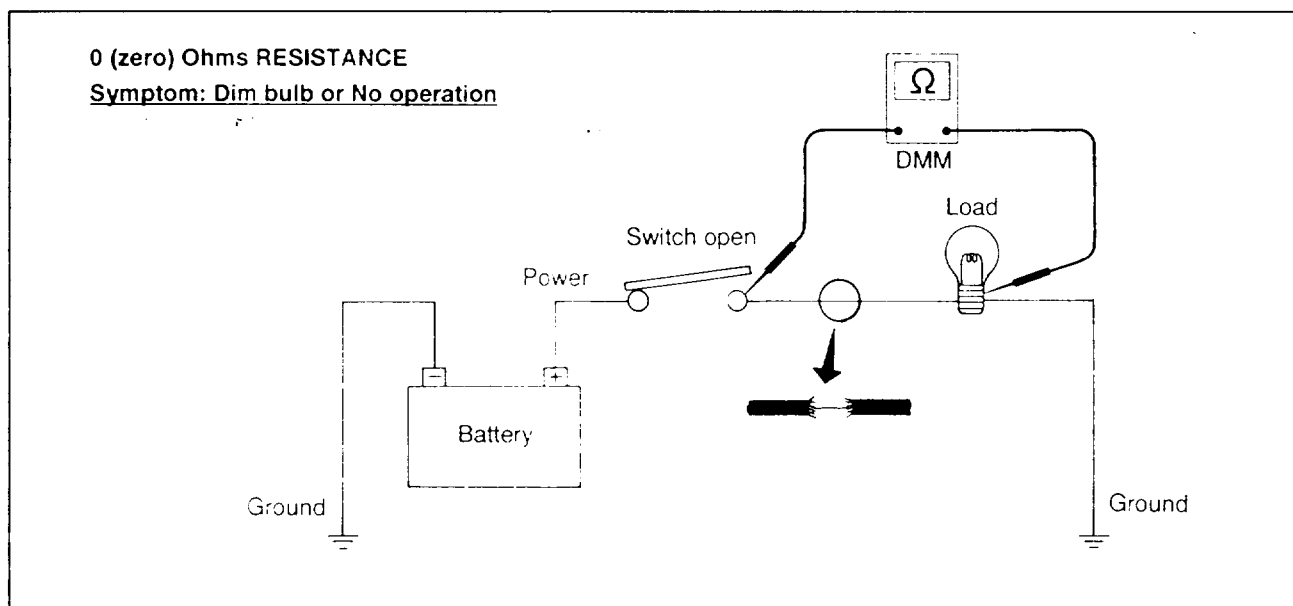 0 (zero) Ohms RESISTANCE
Symptom: Dim bulb or No operation
Ω
DMM
Load
Switch open
Power
− +
Battery
Ground
Ground